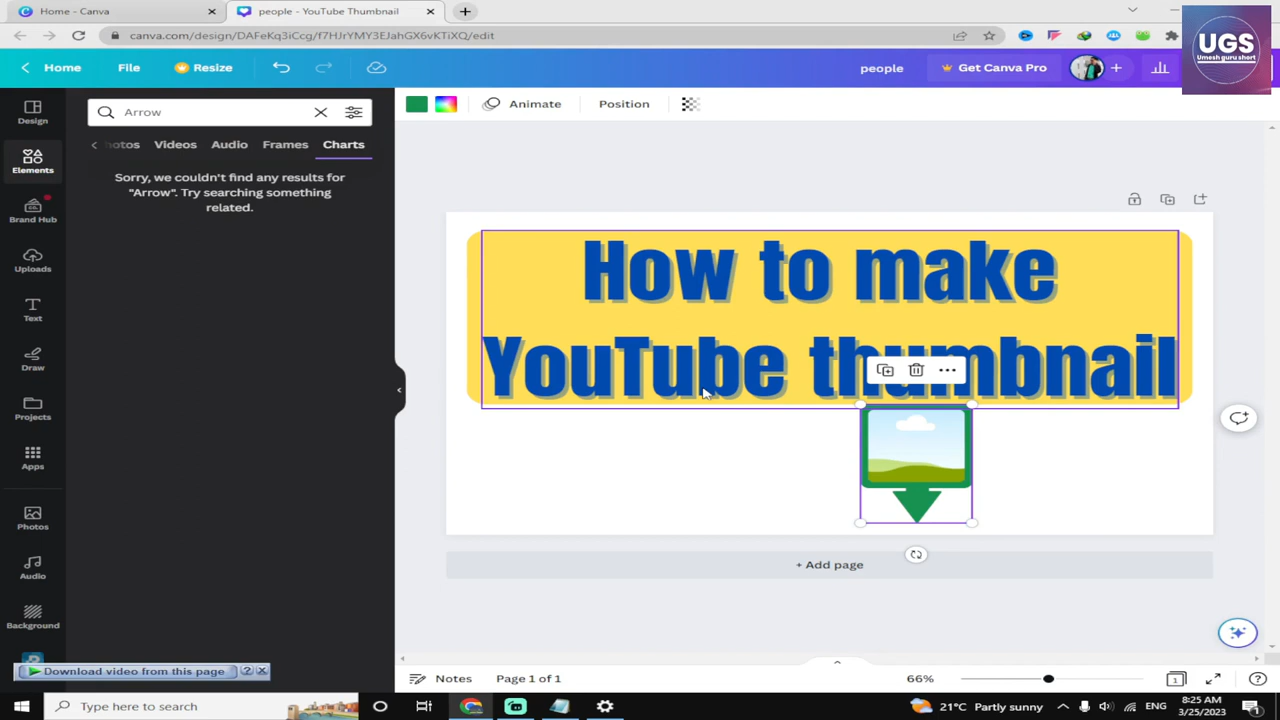 Home - Canva
people - YouTube Thumbnail
canva.com/design/DAFeKq3iCcg/f7HJrYMY3EJahGX6vKTiXQ/edit
UGS
Umesh guru short
Home
File
Resize
people
Get Canva Pro
Design
Elements
Brand Hub
Uploads
Text
Draw
Projects
Apps
Photos
Audio
Background
Arrow
hotos
Videos
Audio
Frames
Charts
Sorry, we couldn't find any results for
"Arrow". Try searching something
related.
Animate
Position
How to make
YouTube thumbnail
+ Add page
Download video from this page
?
Notes
Page 1 of 1
66%
1
Type here to search
21°C Partly sunny
ENG
8:25 AM
3/25/2023